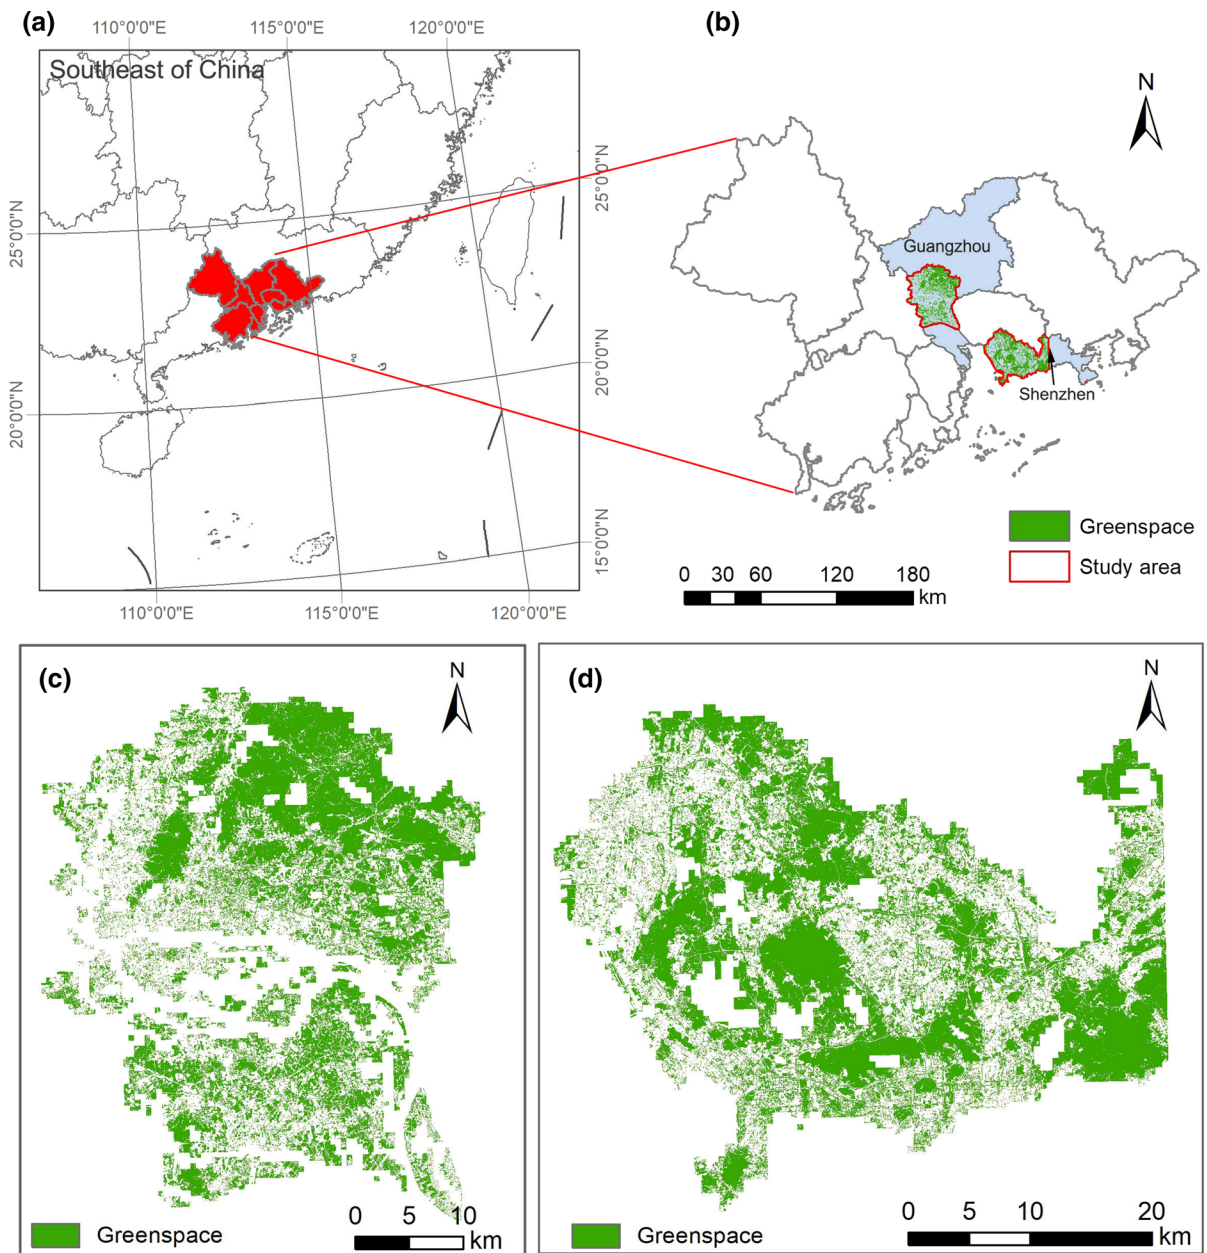 (a)
110°0'0"E 115°0'0"E 120°0'0"E
Southeast of China
25°0'0"N
20°0'0"N
25°0'0"N
20°0'0"N
15°0'0"N
110°0'0"E 115°0'0"E 120°0'0"E
(b)
N
Guangzhou
Shenzhen
Greenspace
Study area
0 30 60 120 180
km
(c)
N
Greenspace
0 5 10
km
(d)
N
Greenspace
0 5 10 20
km